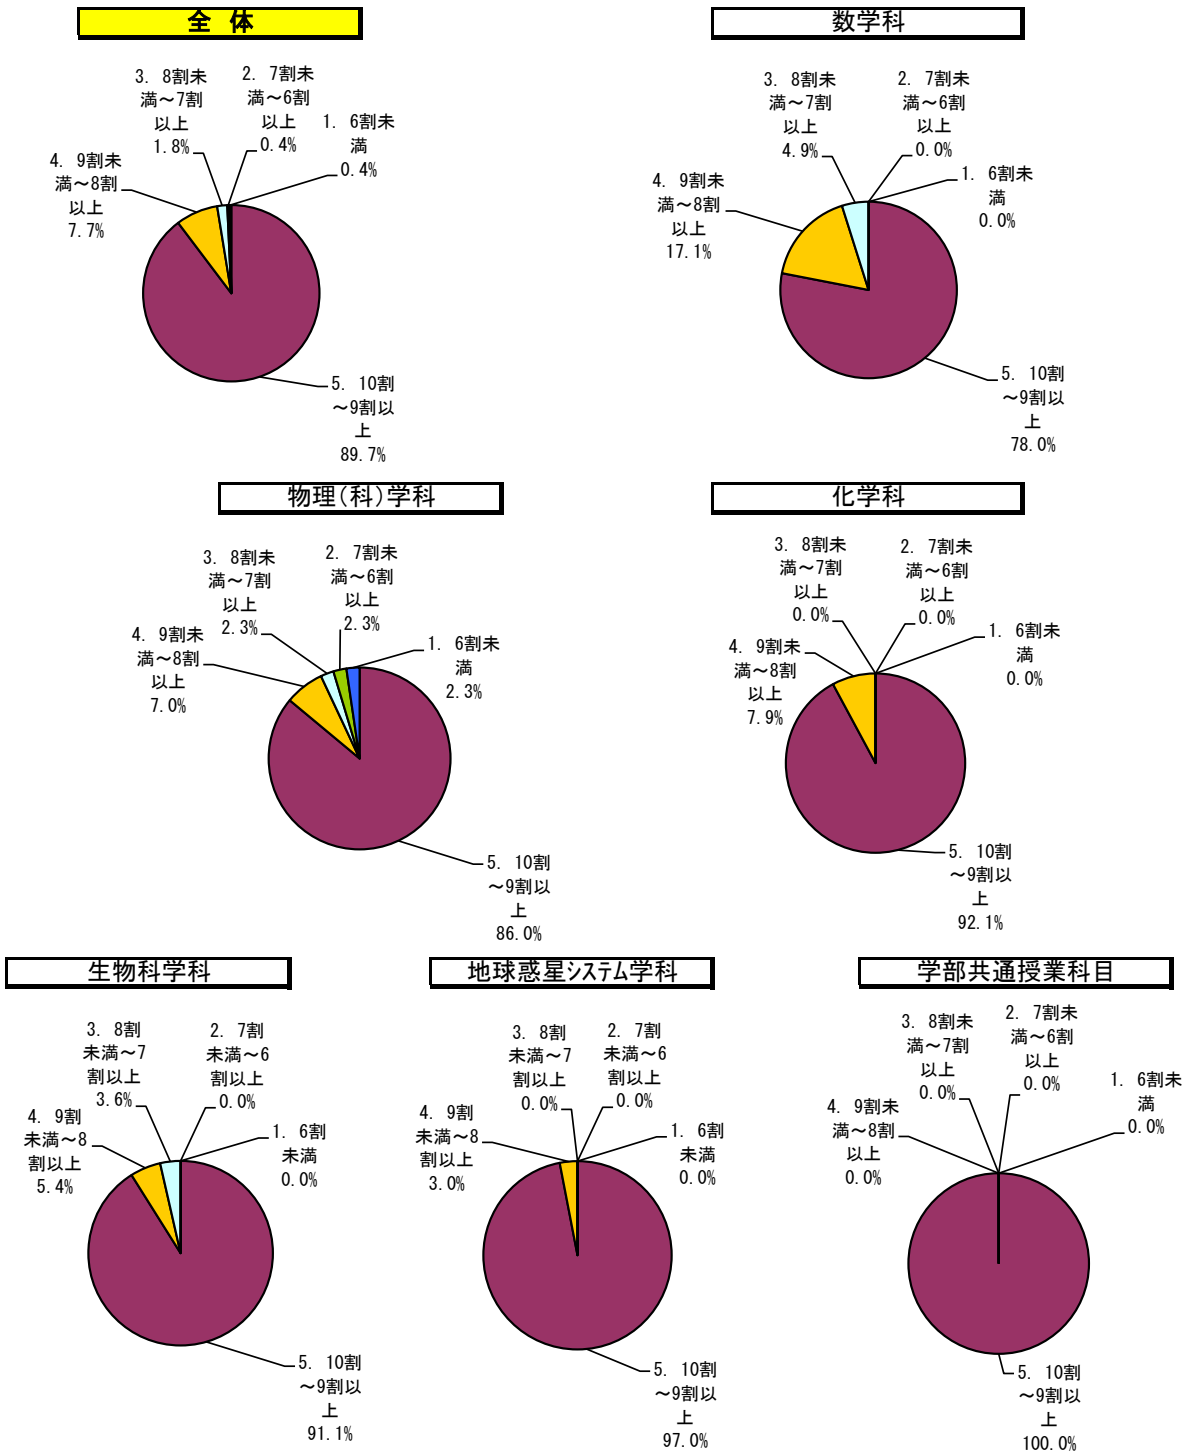 全 体
3. 8割未
満～7割
以上
1.8%
2. 7割未
満～6割
以上
0.4%
1. 6割未
満
0.4%
4. 9割未
満～8割
以上
7.7%
5. 10割
～9割以
上
89.7%
数学科
3. 8割未
満～7割
以上
4.9%
2. 7割未
満～6割
以上
0.0%
1. 6割未
満
0.0%
4. 9割未
満～8割
以上
17.1%
5. 10割
～9割以
上
78.0%
物理（科）学科
3. 8割未
満～7割
以上
2.3%
2. 7割未
満～6割
以上
2.3%
1. 6割未
満
2.3%
4. 9割未
満～8割
以上
7.0%
5. 10割
～9割以
上
86.0%
化学科
3. 8割未
満～7割
以上
0.0%
2. 7割未
満～6割
以上
0.0%
1. 6割未
満
0.0%
4. 9割未
満～8割
以上
7.9%
5. 10割
～9割以
上
92.1%
生物科学科
3. 8割
未満～7
割以上
3.6%
2. 7割
未満～6
割以上
0.0%
1. 6割
未満
0.0%
4. 9割
未満～8
割以上
5.4%
5. 10割
～9割以
上
91.1%
地球惑星ｼｽﾃﾑ学科
3. 8割
未満～7
割以上
0.0%
2. 7割
未満～6
割以上
0.0%
1. 6割
未満
0.0%
4. 9割
未満～8
割以上
3.0%
5. 10割
～9割以
上
97.0%
学部共通授業科目
3. 8割未
満～7割
以上
0.0%
2. 7割未
満～6割
以上
0.0%
1. 6割未
満
0.0%
4. 9割未
満～8割
以上
0.0%
5. 10割
～9割以
上
100.0%